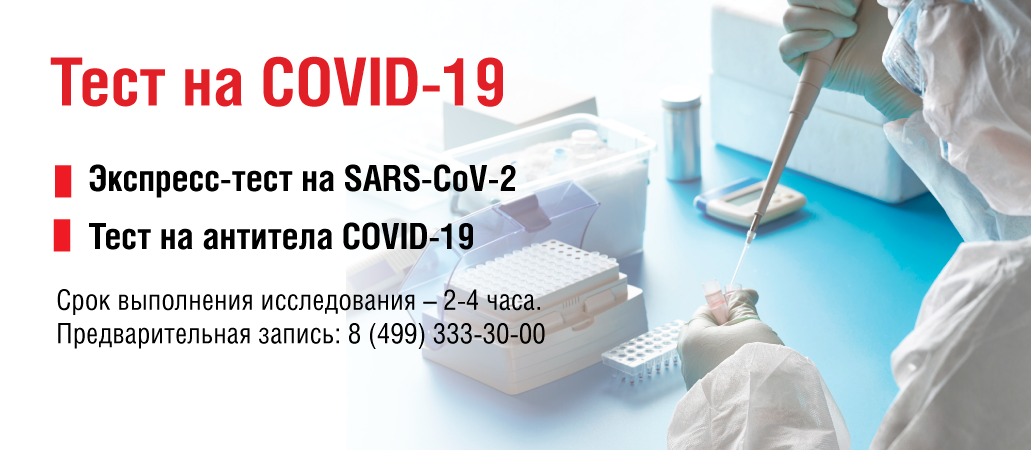 Тест на COVID-19
Экспресс-тест на SARS-CoV-2
Тест на антитела COVID-19
Срок выполнения исследования – 2-4 часа.
Предварительная запись: 8 (499) 333-30-00